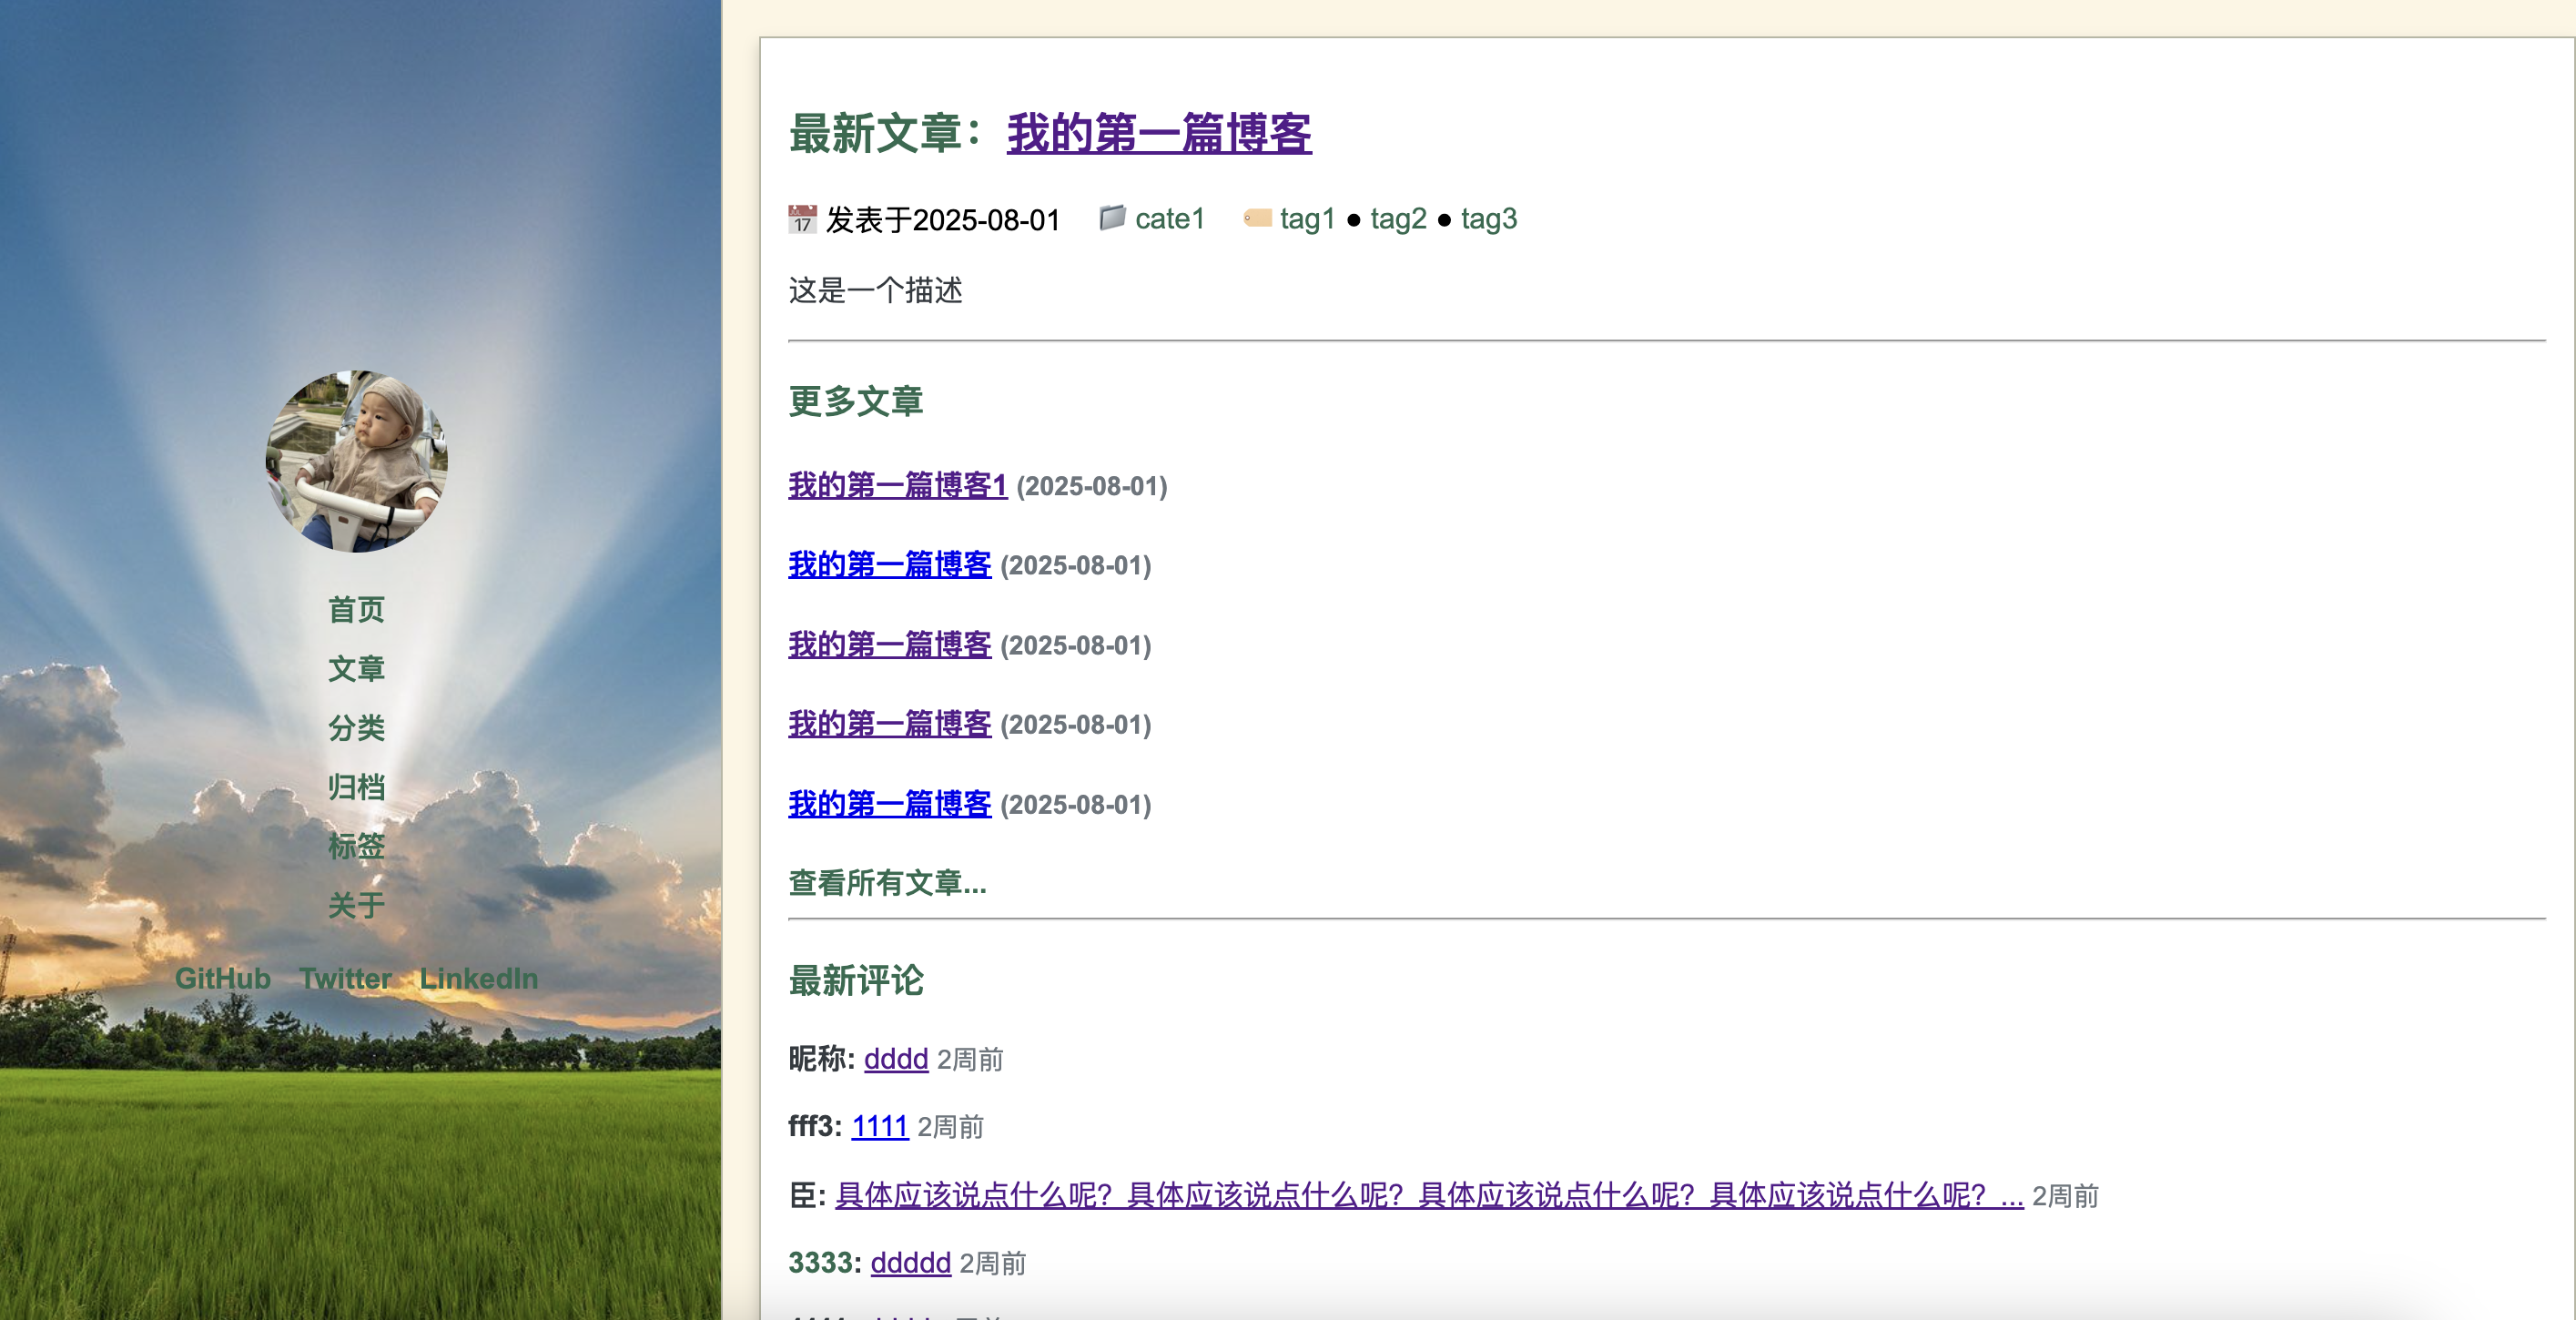 首页
文章
分类
归档
标签
关于
GitHub Twitter LinkedIn
最新文章：我的第一篇博客
17 发表于2025-08-01 cate1 tag1 ● tag2 ● tag3
这是一个描述
更多文章
我的第一篇博客1 (2025-08-01)
我的第一篇博客 (2025-08-01)
我的第一篇博客 (2025-08-01)
我的第一篇博客 (2025-08-01)
我的第一篇博客 (2025-08-01)
查看所有文章...
最新评论
昵称: dddd 2周前
fff3: 1111 2周前
臣: 具体应该说点什么呢？具体应该说点什么呢？具体应该说点什么呢？具体应该说点什么呢？... 2周前
3333: ddddd 2周前